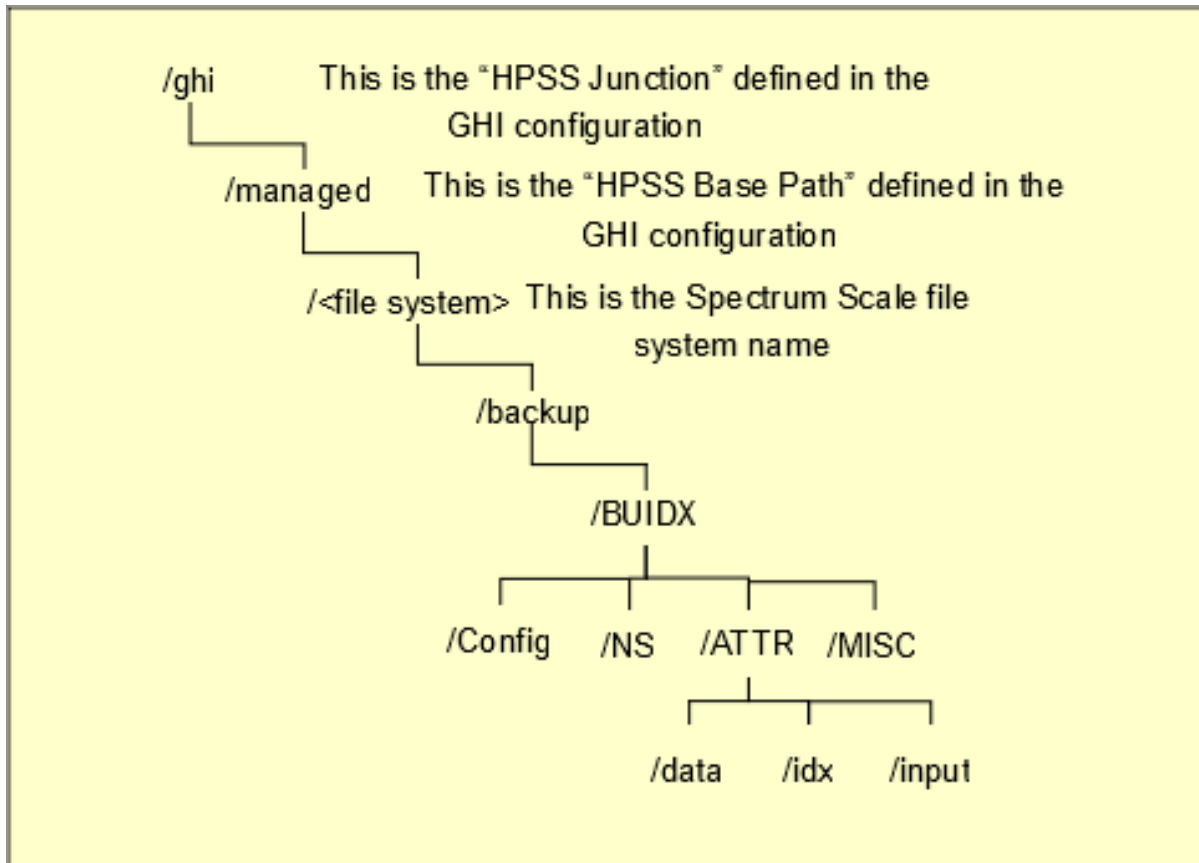 /ghi This is the “HPSS Junction” defined in the
GHI configuration
/managed This is the “HPSS Base Path” defined in the
GHI configuration
/<file system> This is the Spectrum Scale file
system name
/backup
/BUIDX
/Config /NS /ATTR /MISC
/data /idx /input